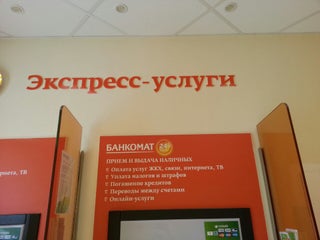 Экспресс-услуги
БАНКОМАТ 24
ПРИЕМ И ВЫДАЧА НАЛИЧНЫХ
Оплата услуг ЖКХ, связи, интернета, ТВ
Уплата налогов и штрафов
Погашение кредитов
Переводы между счетами
Онлайн-услуги